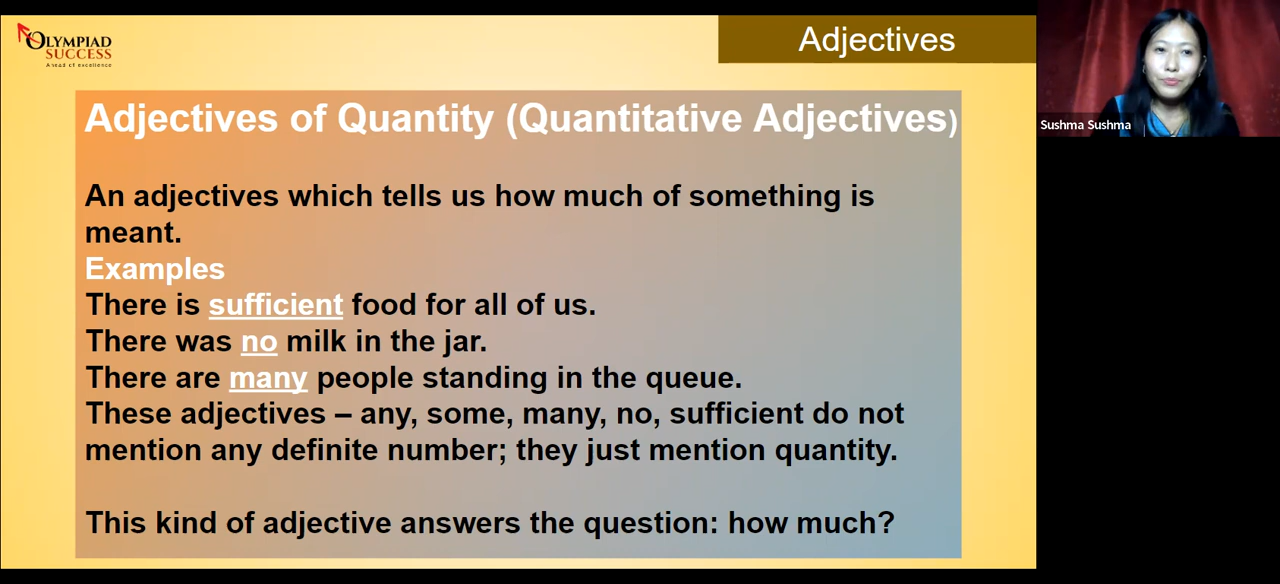 OLYMPIAD
SUCCESS
Ahead of excellence
Adjectives
Sushma Sushma
Adjectives of Quantity (Quantitative Adjectives)
An adjectives which tells us how much of something is
meant.
Examples
There is sufficient food for all of us.
There was no milk in the jar.
There are many people standing in the queue.
These adjectives – any, some, many, no, sufficient do not
mention any definite number; they just mention quantity.
This kind of adjective answers the question: how much?